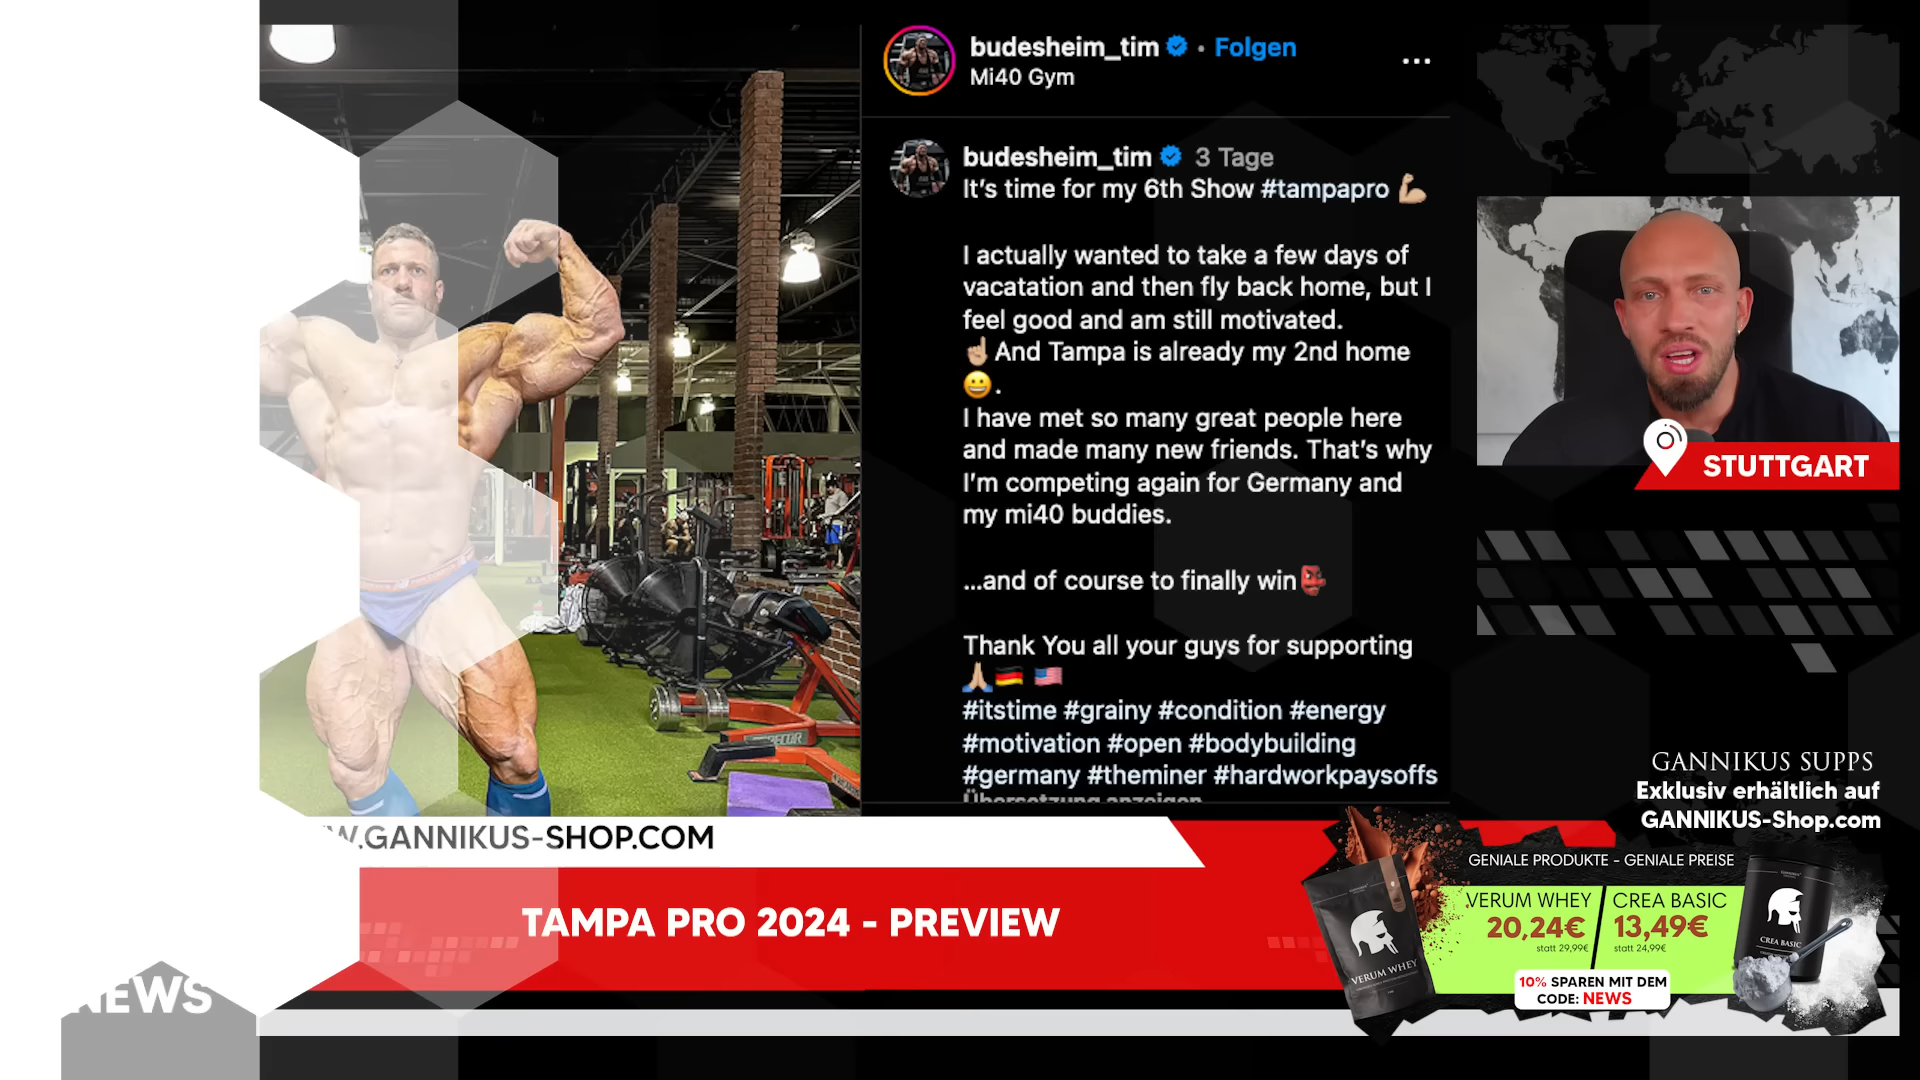 budesheim_tim • Folgen
Mi40 Gym
budesheim_tim 3 Tage
It's time for my 6th Show #tampapro 💪🏼
I actually wanted to take a few days of
vacatation and then fly back home, but I
feel good and am still motivated.
☝🏼And Tampa is already my 2nd home
😀.
I have met so many great people here
and made many new friends. That's why
I'm competing again for Germany and
my mi40 buddies.
...and of course to finally win👺
Thank You all your guys for supporting
🙏🏼🇩🇪 🇺🇸
#itstime #grainy #condition #energy
#motivation #open #bodybuilding
#germany #theminer #hardworkpaysoffs
Übersetzung anzeigen
STUTTGART
GANNIKUS SUPPS
Exklusiv erhältlich auf
GANNIKUS-Shop.com
W.GANNIKUS-SHOP.COM
TAMPA PRO 2024 - PREVIEW
NEWS
GENIALE PRODUKTE - GENIALE PREISE
VERUM WHEY
20,24€
statt 29,99€
CREA BASIC
13,49€
statt 24,99€
10% SPAREN MIT DEM
CODE: NEWS
VERUM WHEY
CREA BASIC
PRECOR